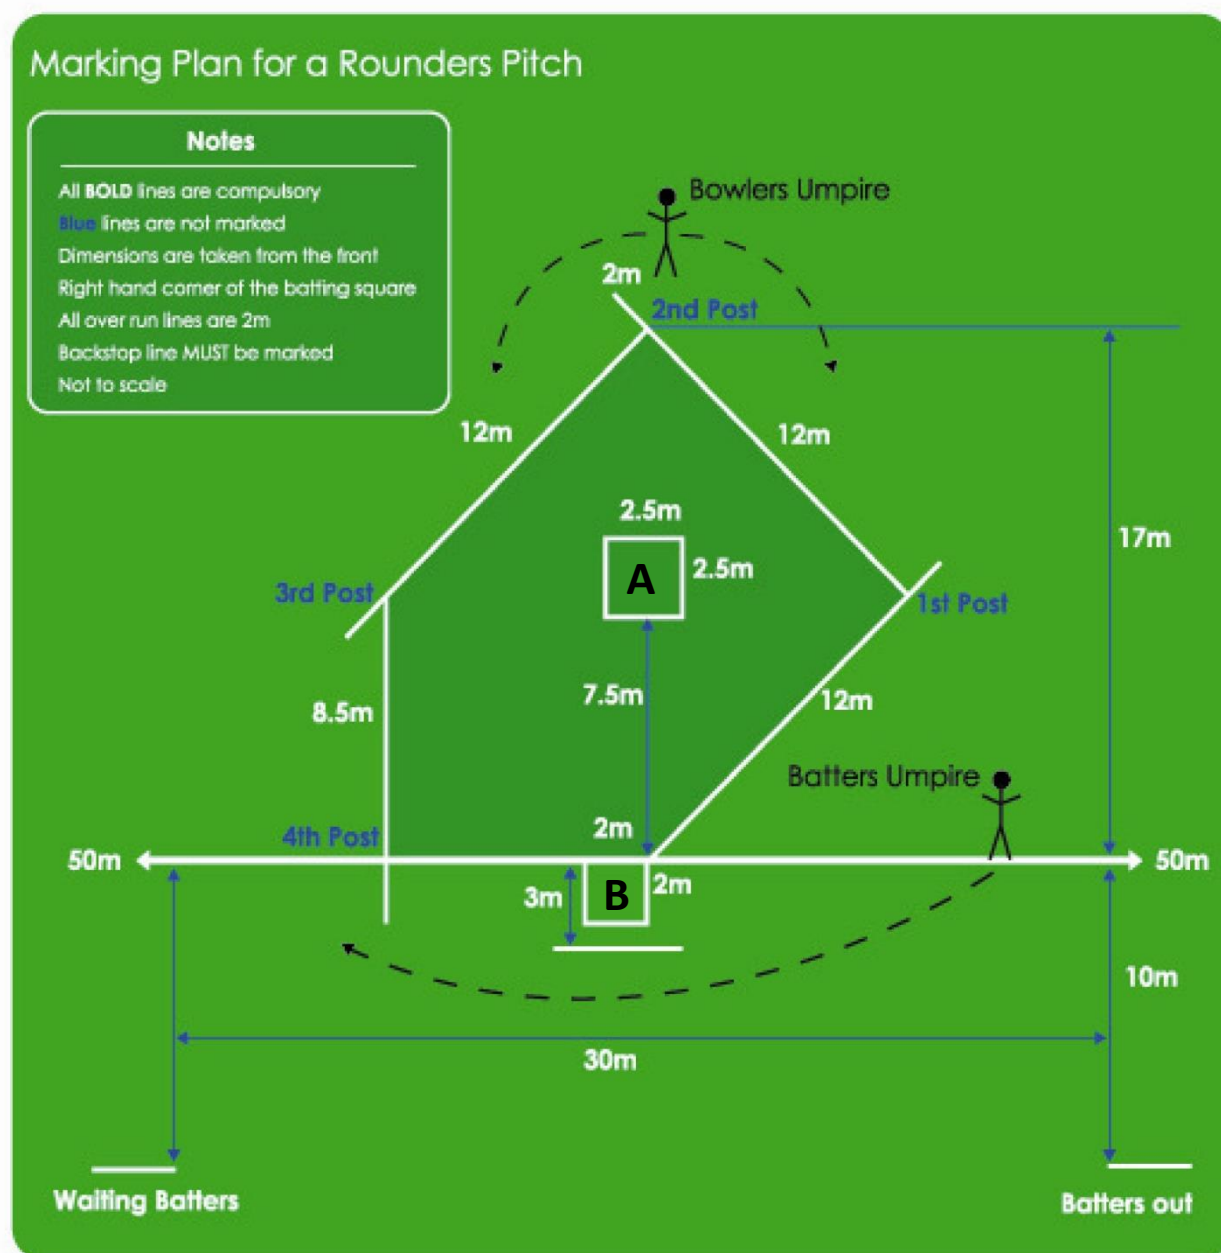 Marking Plan for a Rounders Pitch
Notes
All BOLD lines are compulsory
Blue lines are not marked
Dimensions are taken from the front
Right hand corner of the batting square
All over run lines are 2m
Backstop line MUST be marked
Not to scale
Bowlers Umpire
2m
2nd Post
12m
12m
2.5m
A
2.5m
17m
3rd Post
1st Post
7.5m
12m
8.5m
Batters Umpire
2m
4th Post
50m
50m
3m
B
2m
10m
30m
Waiting Batters
Batters out